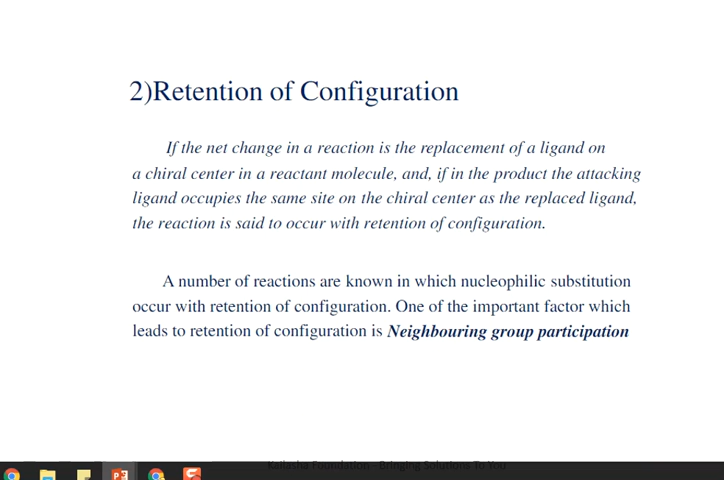 2)Retention of Configuration
If the net change in a reaction is the replacement of a ligand on
a chiral center in a reactant molecule, and, if in the product the attacking
ligand occupies the same site on the chiral center as the replaced ligand,
the reaction is said to occur with retention of configuration.
A number of reactions are known in which nucleophilic substitution
occur with retention of configuration. One of the important factor which
leads to retention of configuration is Neighbouring group participation
Kailasha Foundation - Bringing Solutions To You